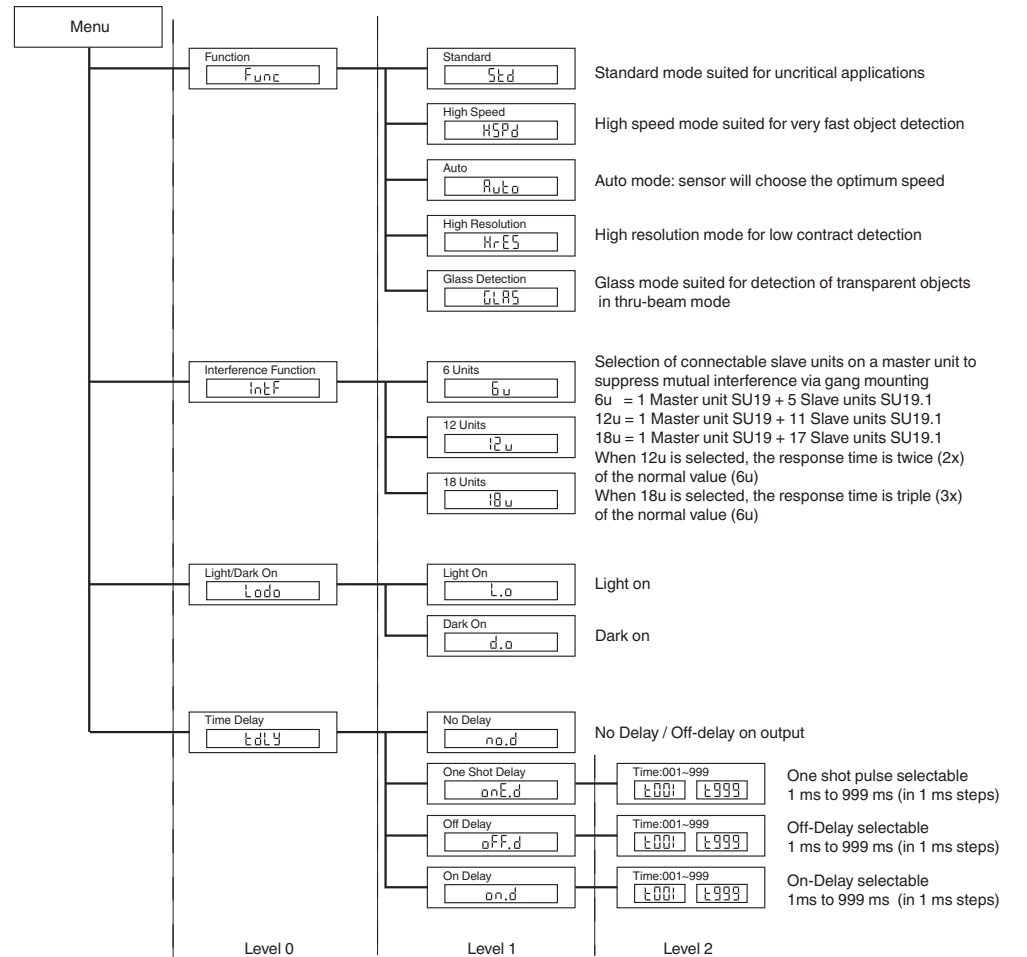 Menu
Function
Func
Standard
Std
Standard mode suited for uncritical applications
High Speed
HSPd
High speed mode suited for very fast object detection
Auto
Auto
Auto mode: sensor will choose the optimum speed
High Resolution
HrES
High resolution mode for low contract detection
Glass Detection
GLAS
Glass mode suited for detection of transparent objects
in thru-beam mode
Interference Function
IntF
6 Units
6u
12 Units
12u
18 Units
18u
Selection of connectable slave units on a master unit to
suppress mutual interference via gang mounting
6u = 1 Master unit SU19 + 5 Slave units SU19.1
12u = 1 Master unit SU19 + 11 Slave units SU19.1
18u = 1 Master unit SU19 + 17 Slave units SU19.1
When 12u is selected, the response time is twice (2x)
of the normal value (6u)
When 18u is selected, the response time is triple (3x)
of the normal value (6u)
Light/Dark On
Lodo
Light On
L.o
Light on
Dark On
d.o
Dark on
Time Delay
tdLY
No Delay
no.d
No Delay / Off-delay on output
One Shot Delay
onE.d
Time:001~999
t001 t999
One shot pulse selectable
1 ms to 999 ms (in 1 ms steps)
Off Delay
oFF.d
Time:001~999
t001 t999
Off-Delay selectable
1 ms to 999 ms (in 1 ms steps)
On Delay
on.d
Time:001~999
t001 t999
On-Delay selectable
1ms to 999 ms (in 1 ms steps)
Level 0
Level 1
Level 2